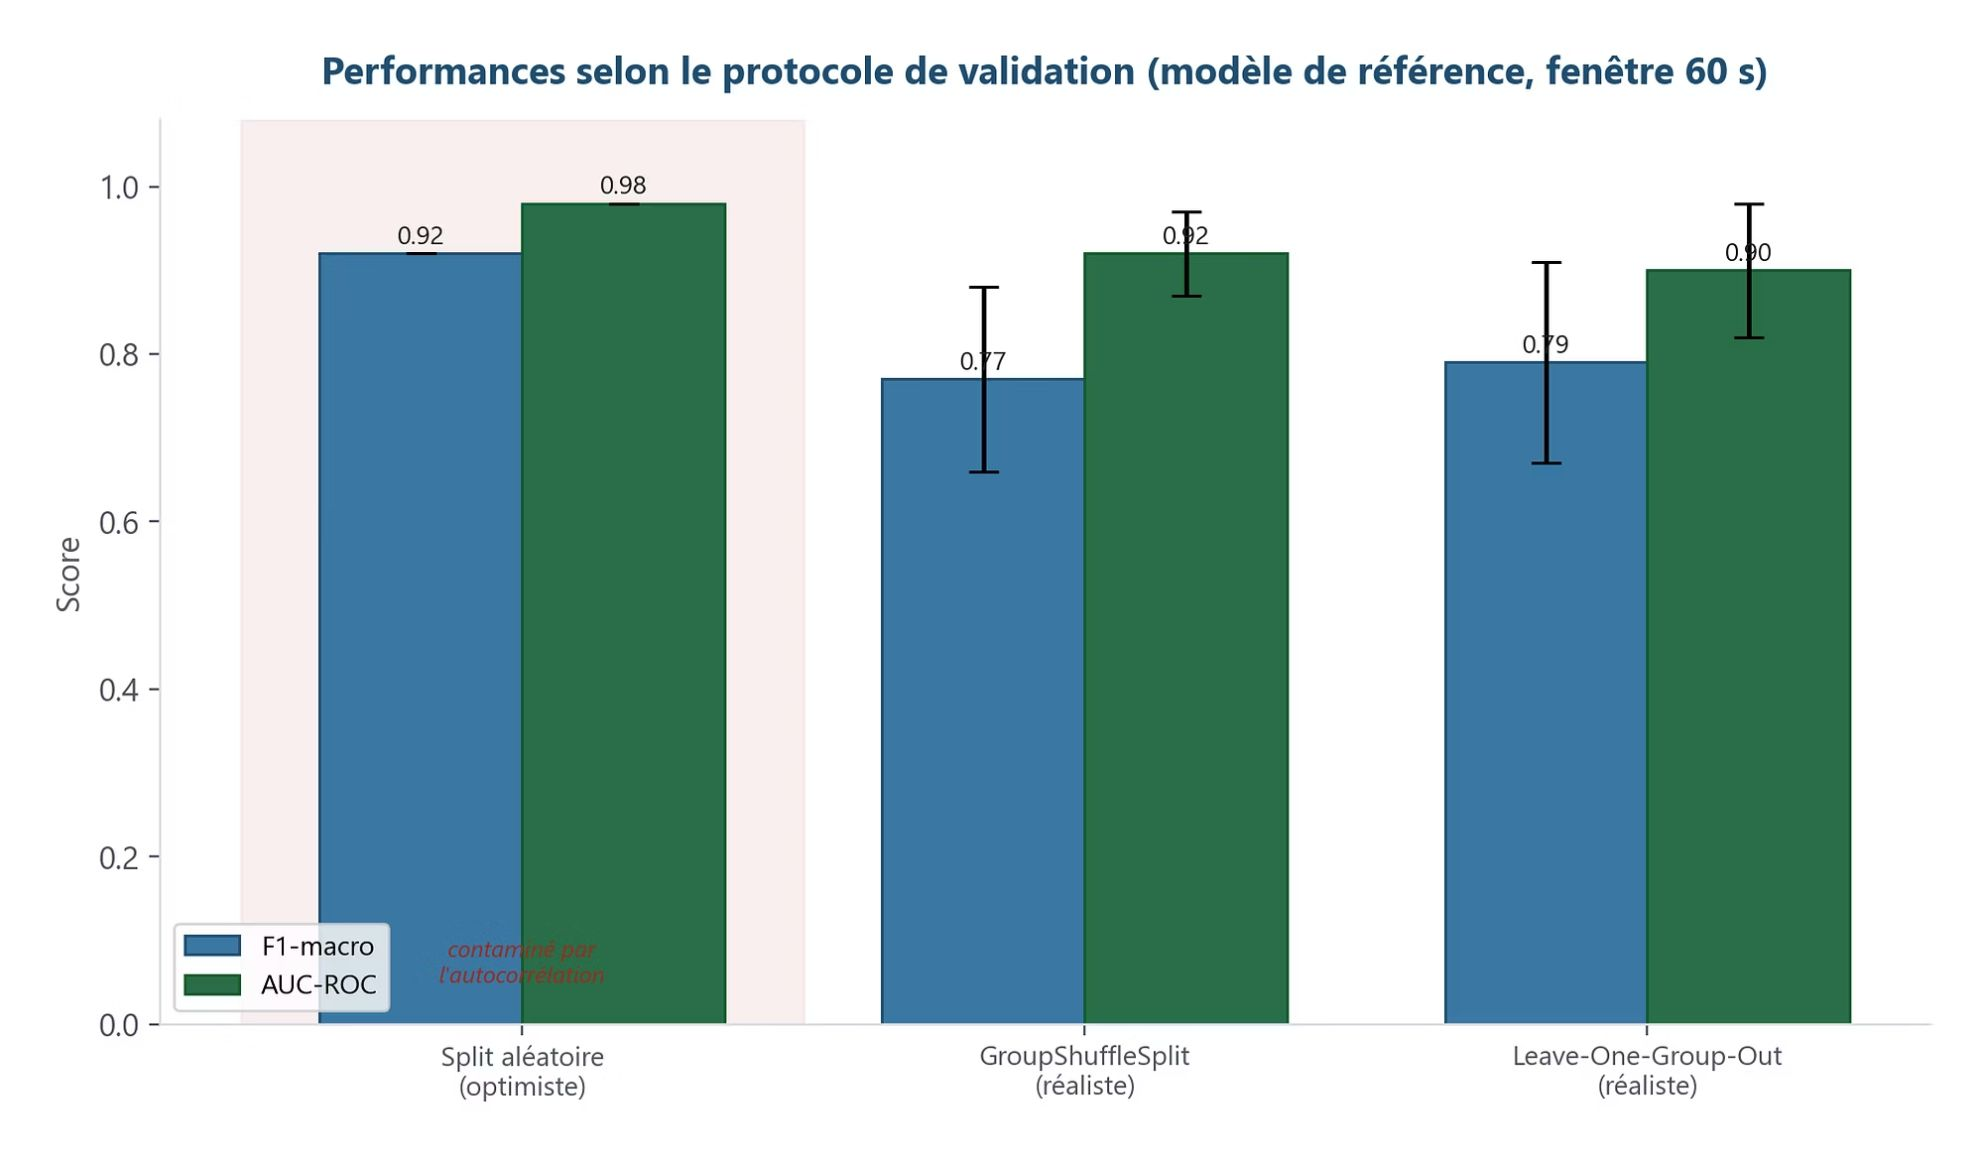 Performances selon le protocole de validation (modèle de référence, fenêtre 60 s)
Score
1.0
0.8
0.6
0.4
0.2
0.0
0.92
0.98
0.77
0.92
0.79
0.90
F1-macro
AUC-ROC
contaminé par
l'autocorrélation
Split aléatoire
(optimiste)
GroupShuffleSplit
(réaliste)
Leave-One-Group-Out
(réaliste)